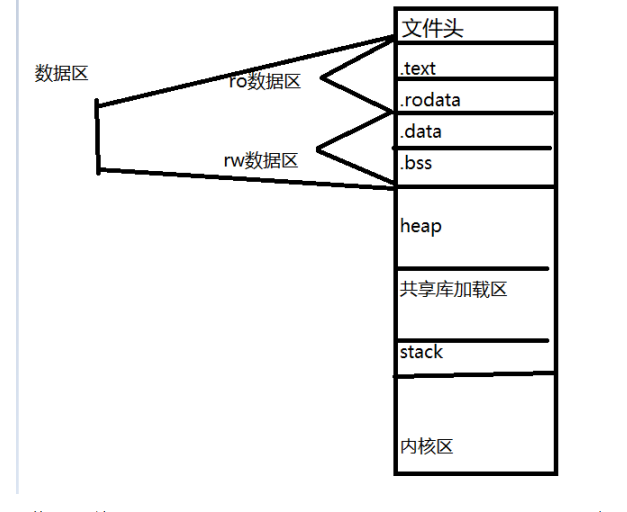 文件头
数据区
.text
ro数据区
.rodata
.data
rw数据区
.bss
heap
共享库加载区
stack
内核区